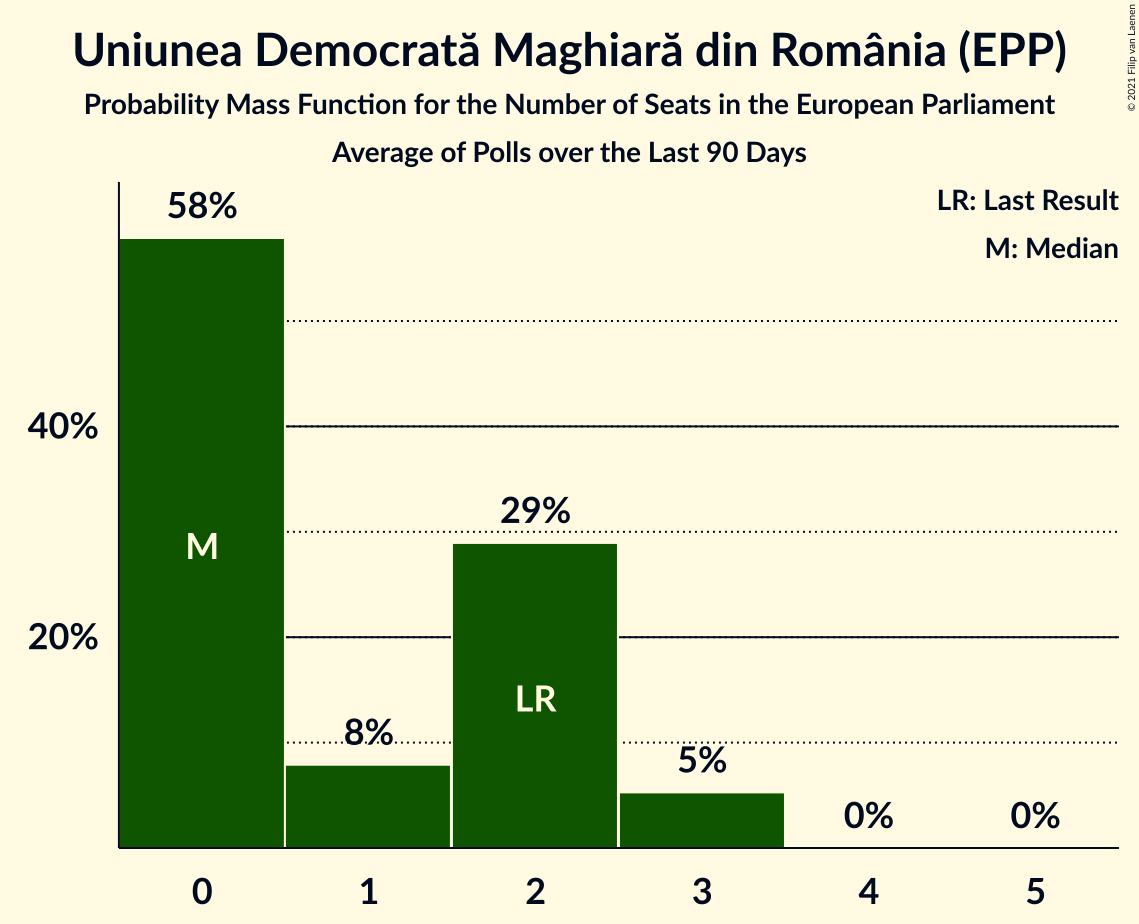 Uniunea Democrată Maghiară din România (EPP)
Probability Mass Function for the Number of Seats in the European Parliament
Average of Polls over the Last 90 Days
© 2021 Filip van Laenen
LR: Last Result
M: Median
58%
40%
29%
M
20%
LR
8%
5%
0%
0%
0 1 2 3 4 5